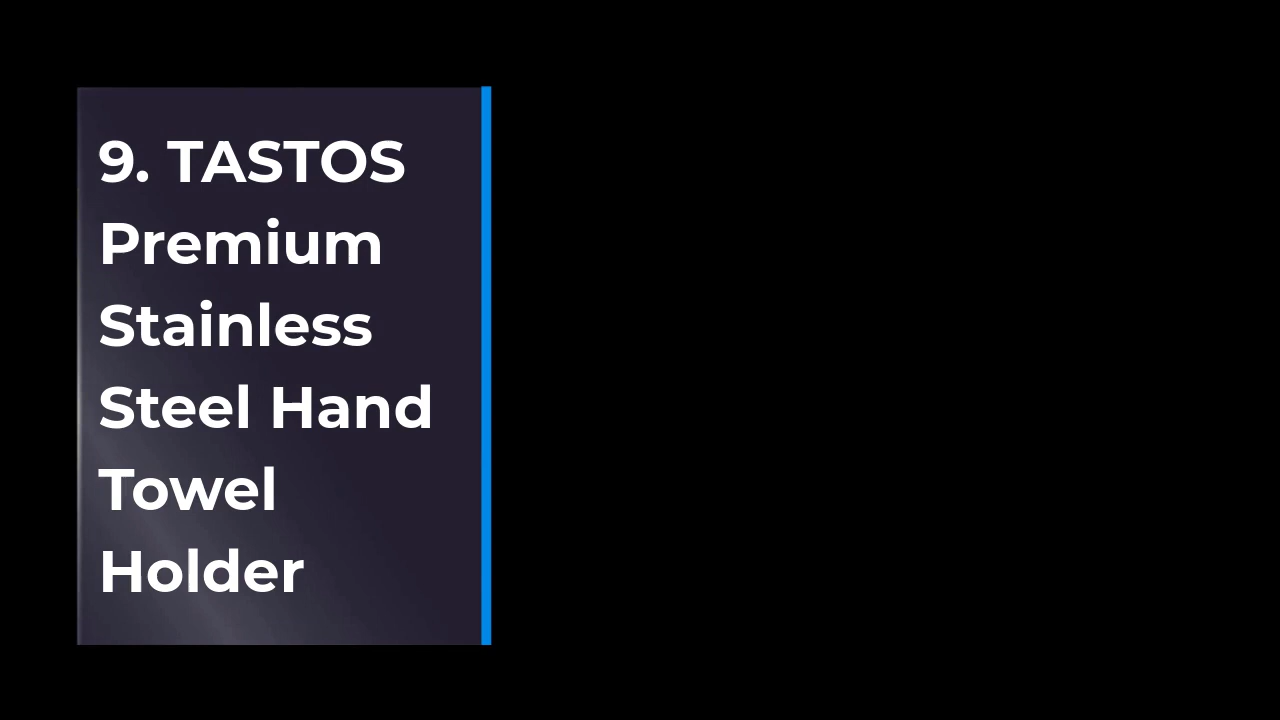 9. TASTOS
Premium
Stainless
Steel Hand
Towel
Holder